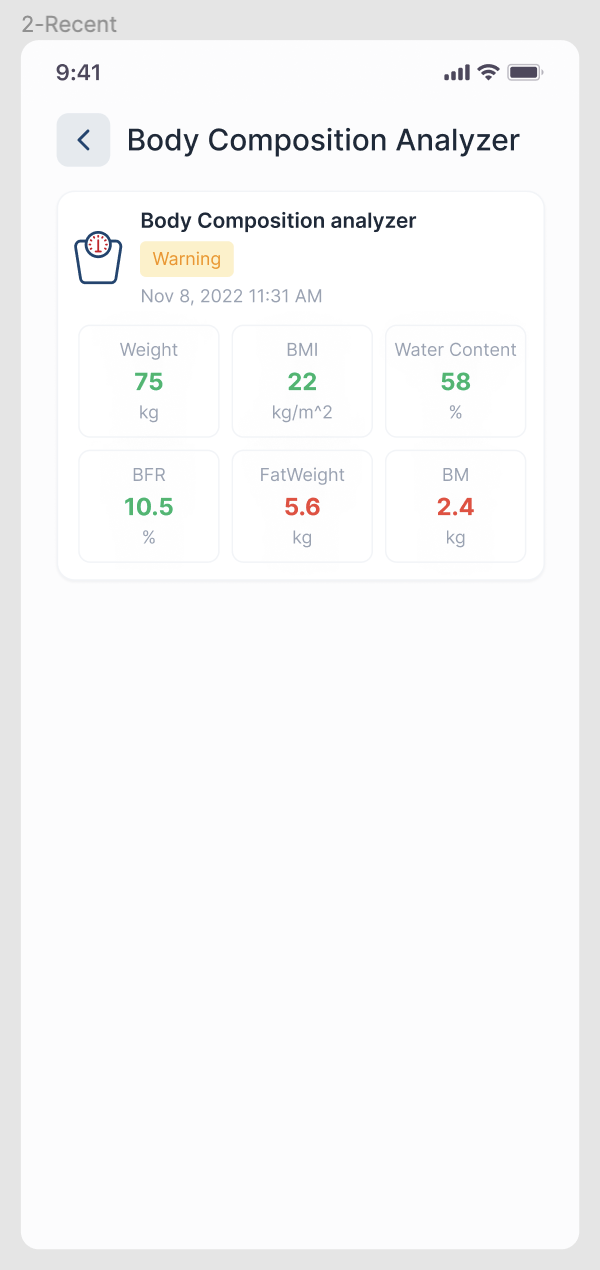 2-Recent
9:41
Body Composition Analyzer
Body Composition analyzer
Warning
Nov 8, 2022 11:31 AM
Weight BMI Water Content
75 22 58
kg kg/m^2 %
BFR FatWeight BM
10.5 5.6 2.4
% kg kg